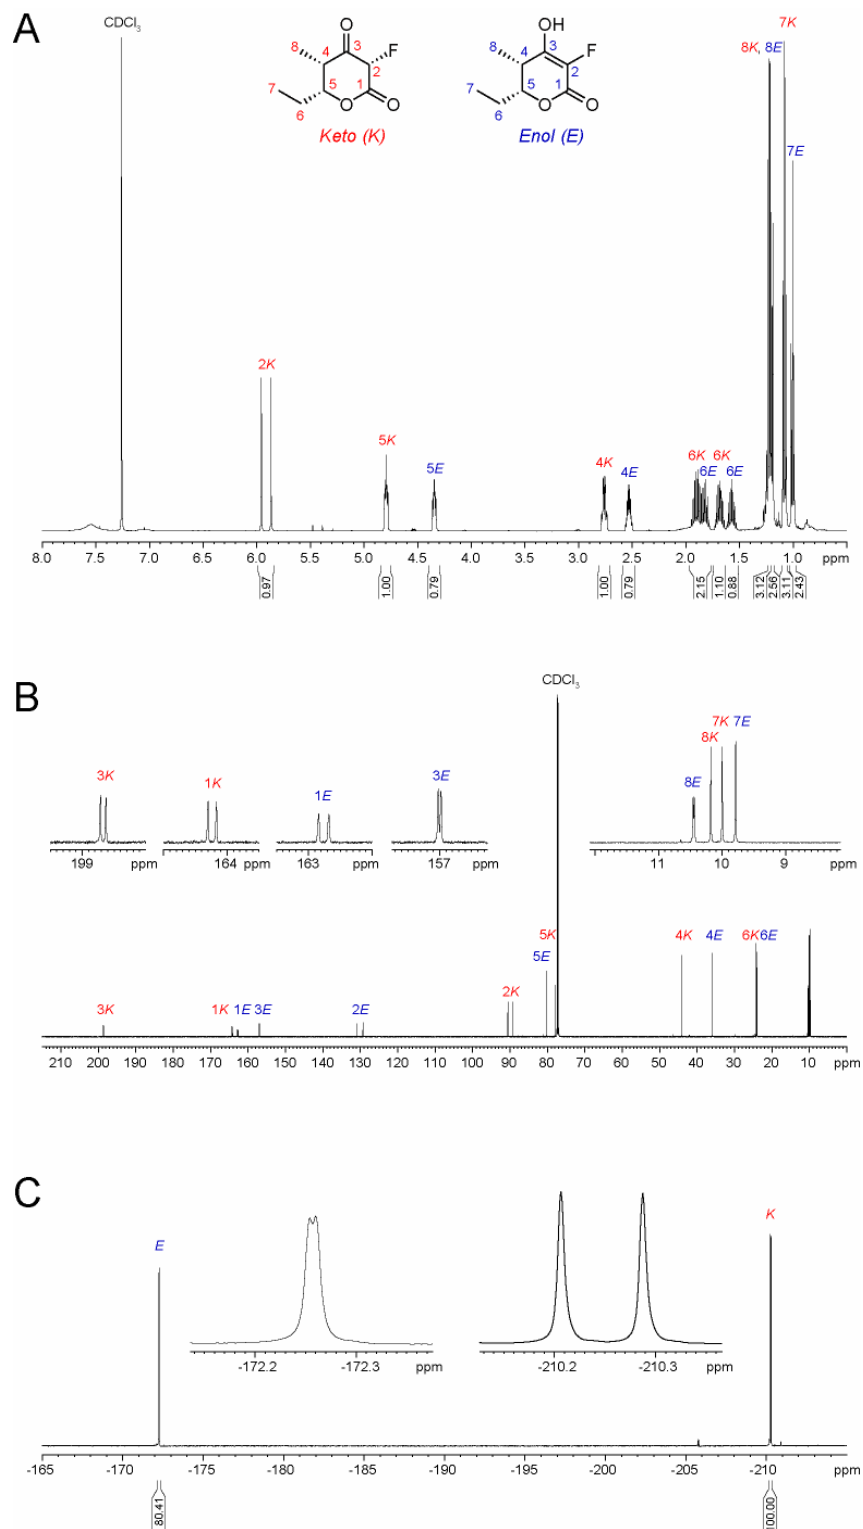 A
CDCl3
8 4 O 3 F 2 1 5 7 6 O O
Keto (K)
8 4 OH 3 F 2 1 5 7 6 O O
Enol (E)
7K
8K, 8E
7E
2K
5K
5E
4K
4E
6K
6E
6K
6E
8.0 7.5 7.0 6.5 6.0 5.5 5.0 4.5 4.0 3.5 3.0 2.5 2.0 1.5 1.0 ppm
0.97 1.00 0.79 1.00 0.79 2.15 1.10 0.88 3.12 2.56 3.11 2.43
B
CDCl3
3K
1K
1E
3E
8E
8K
7K
7E
199 ppm
164 ppm
163 ppm
157 ppm
11 10 9 ppm
3K
1K
1E
3E
2E
2K
5E
5K
4K
4E
6K
6E
210 200 190 180 170 160 150 140 130 120 110 100 90 80 70 60 50 40 30 20 10 ppm
C
E
K
-172.2 -172.3 ppm
-210.2 -210.3 ppm
-165 -170 -175 -180 -185 -190 -195 -200 -205 -210 ppm
80.41 100.00